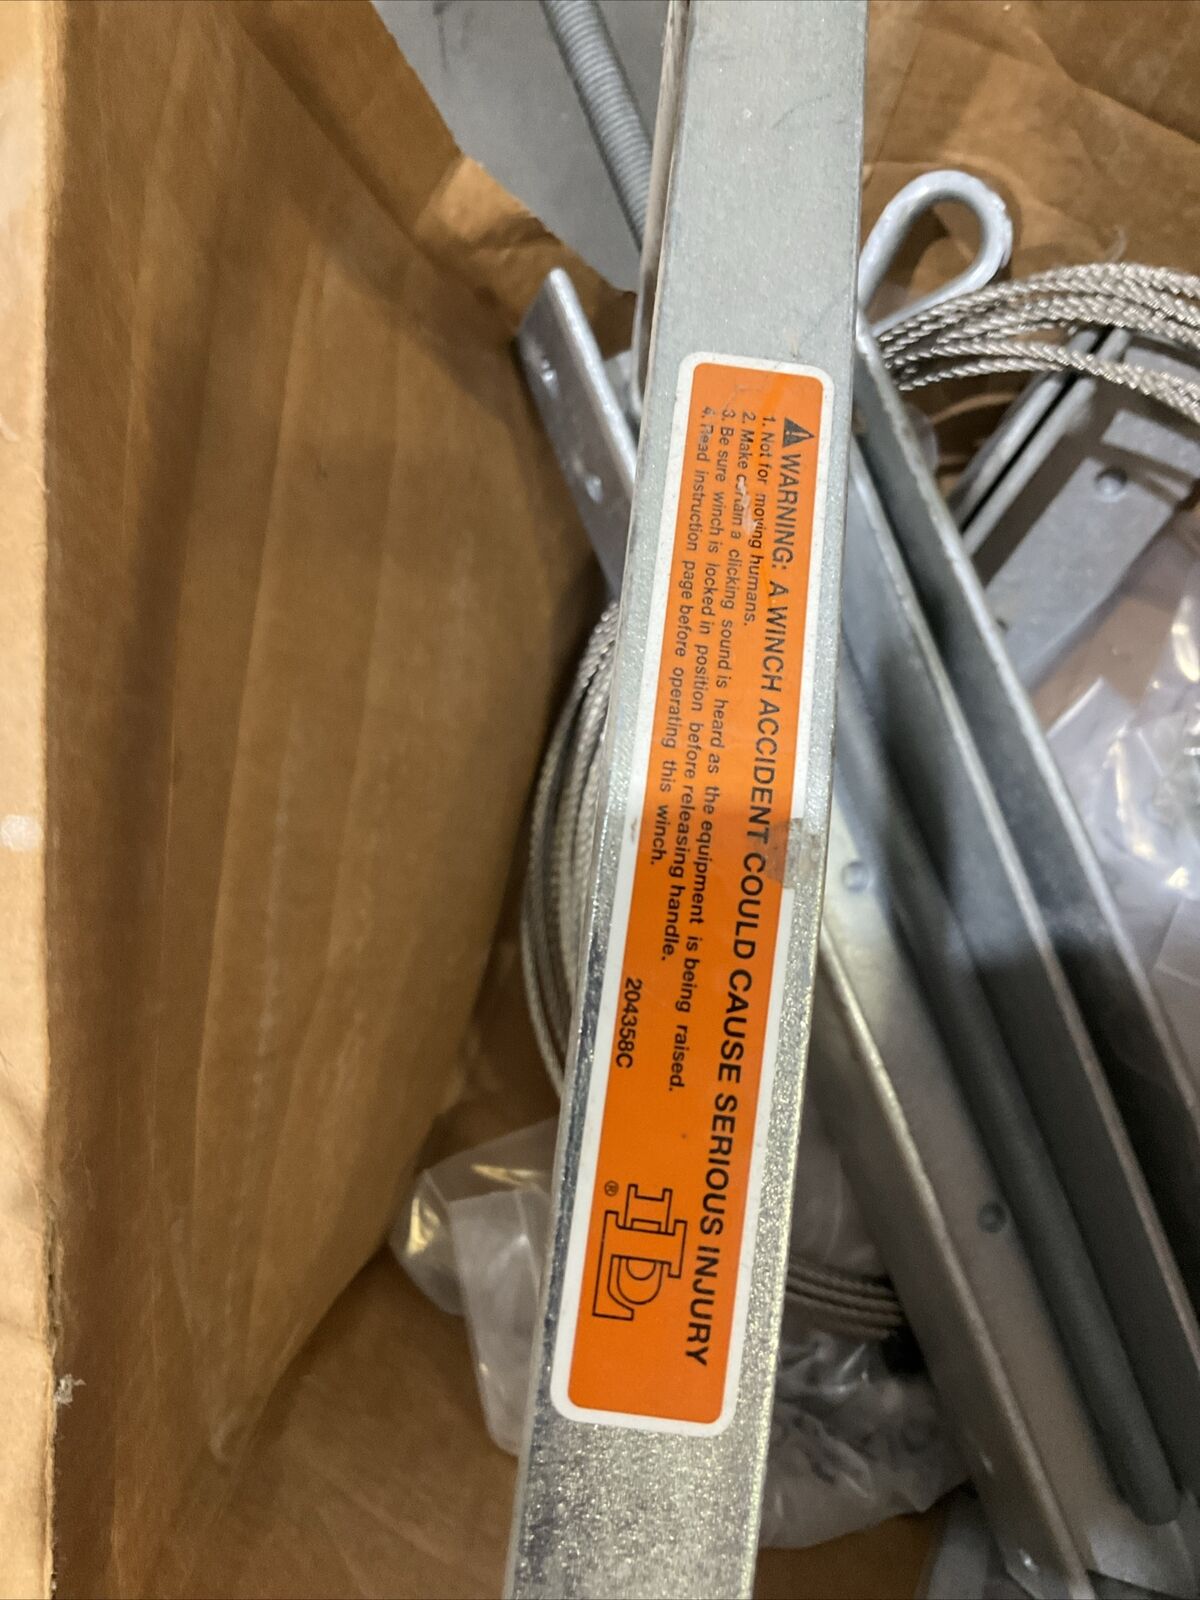 ⚠ WARNING: A WINCH ACCIDENT COULD CAUSE SERIOUS INJURY
1. Not for moving humans.
2. Make certain a clicking sound is heard as the equipment is being raised.
3. Be sure winch is locked in position before releasing handle.
4. Read instruction page before operating this winch.
204358C
®